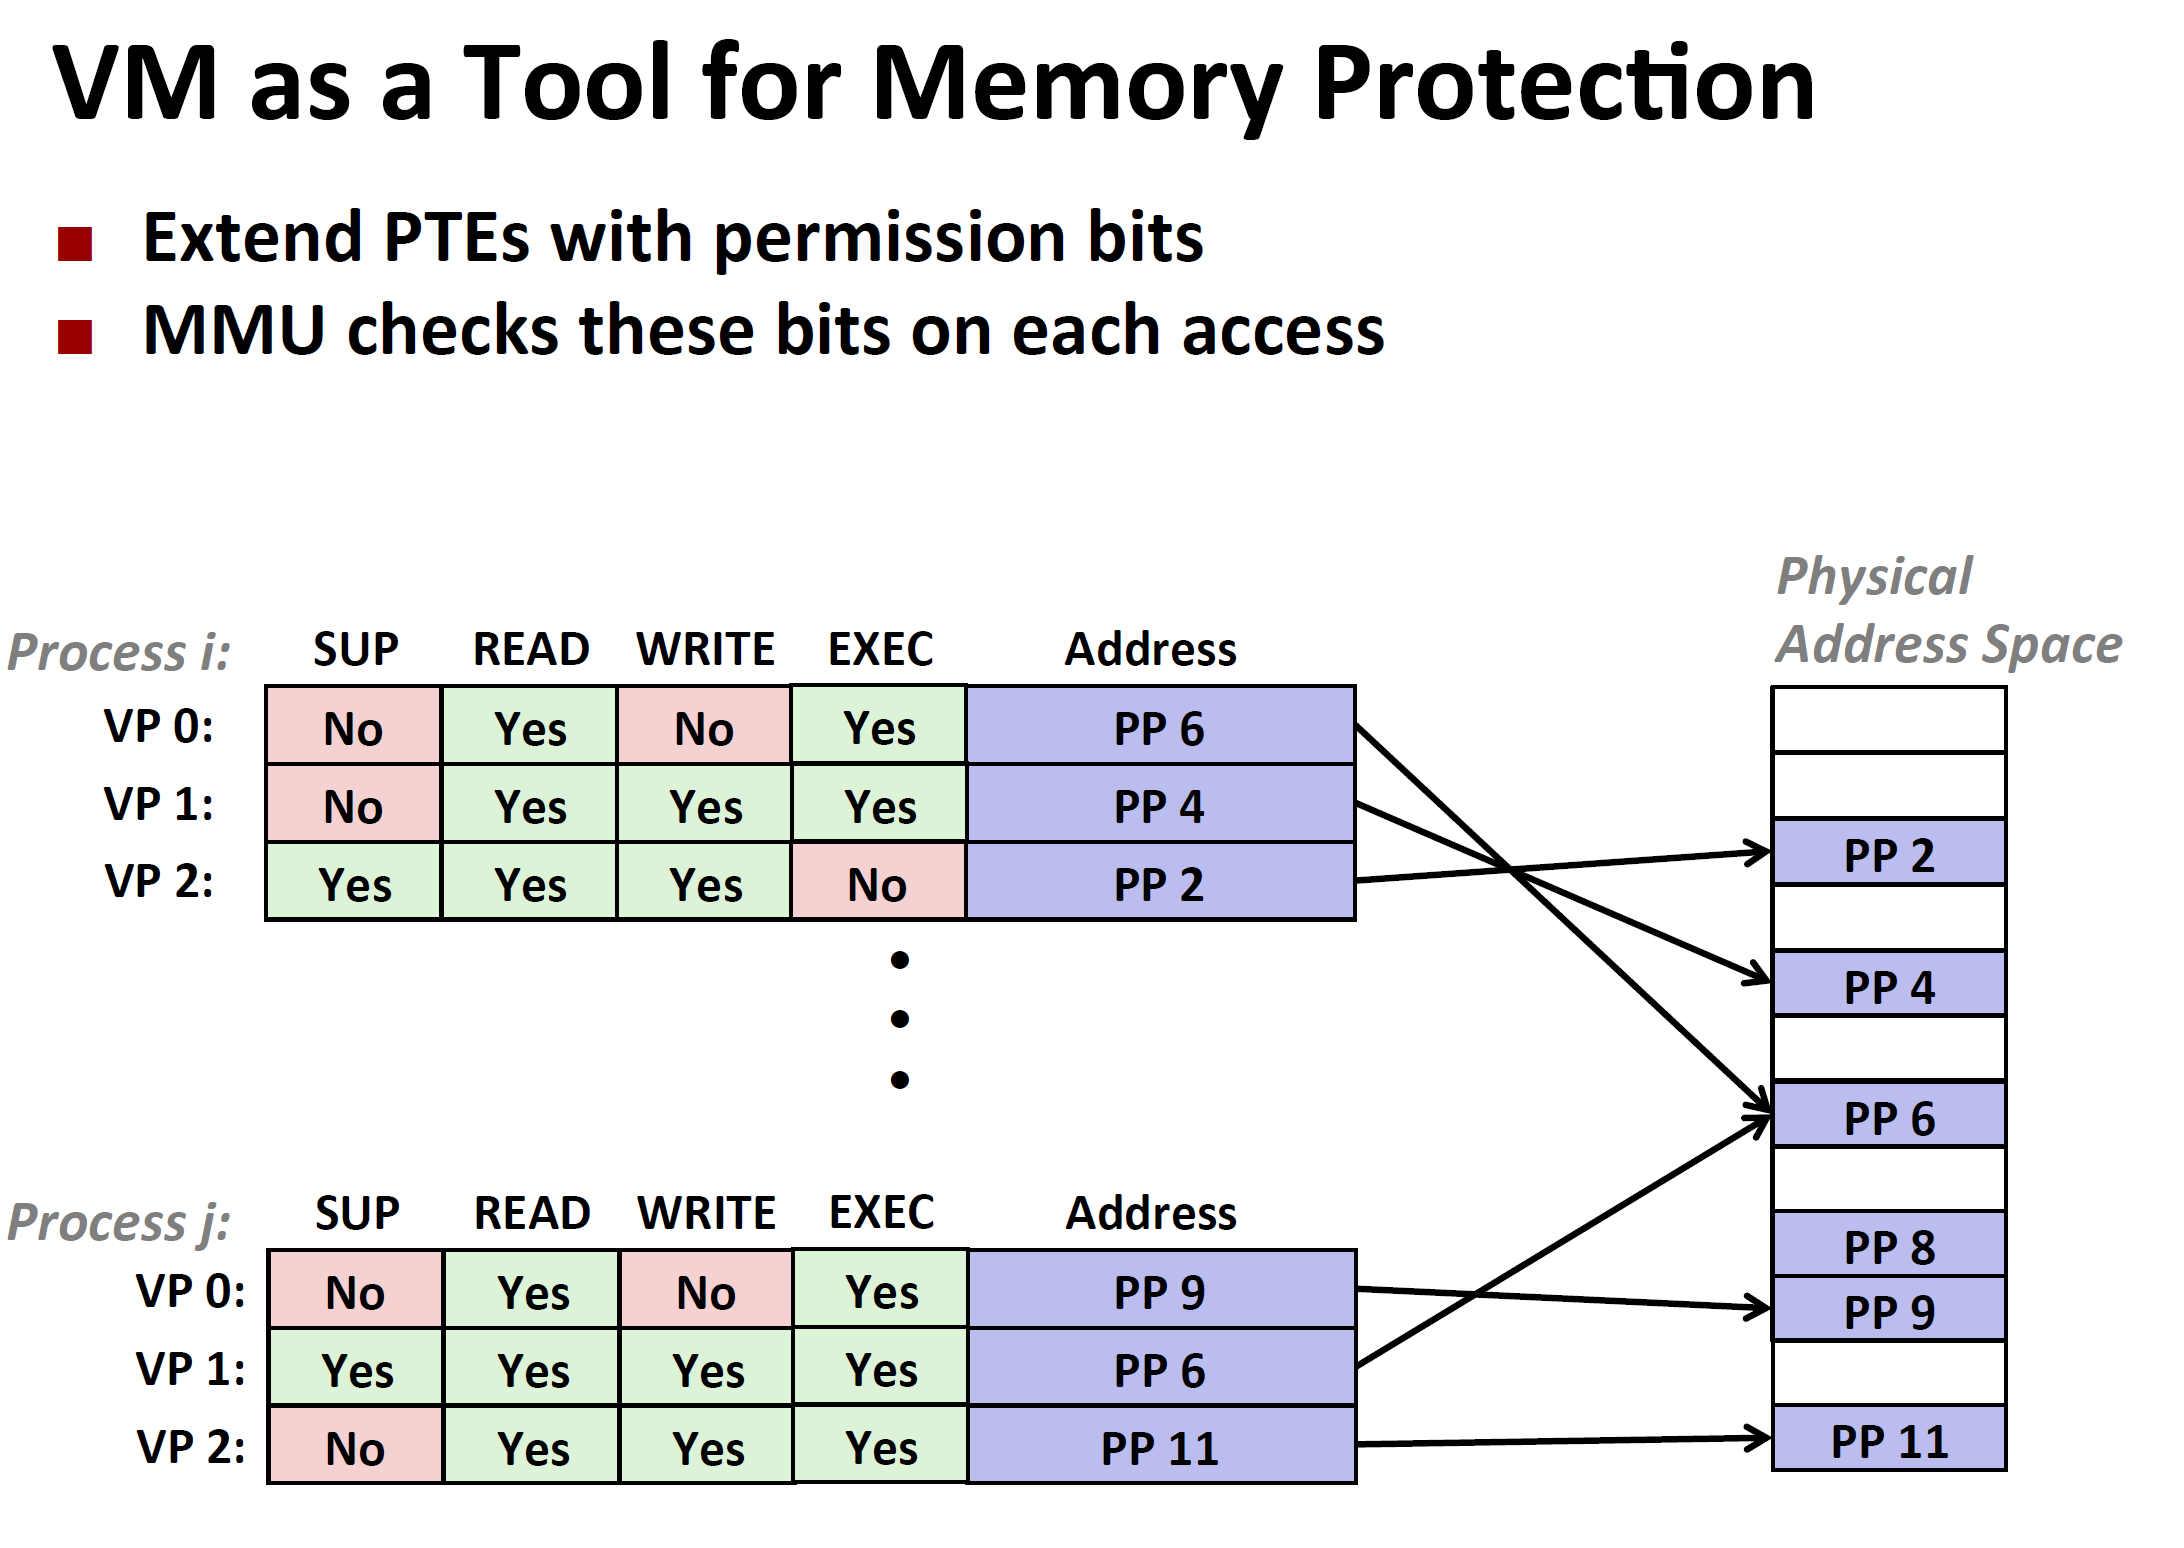 VM as a Tool for Memory Protection
Extend PTEs with permission bits
MMU checks these bits on each access
Physical
Address Space
Process i: SUP READ WRITE EXEC Address
VP 0: No Yes No Yes PP 6
VP 1: No Yes Yes Yes PP 4
VP 2: Yes Yes Yes No PP 2
PP 2
PP 4
PP 6
Process j: SUP READ WRITE EXEC Address
VP 0: No Yes No Yes PP 9
VP 1: Yes Yes Yes Yes PP 6
VP 2: No Yes Yes Yes PP 11
PP 8
PP 9
PP 11